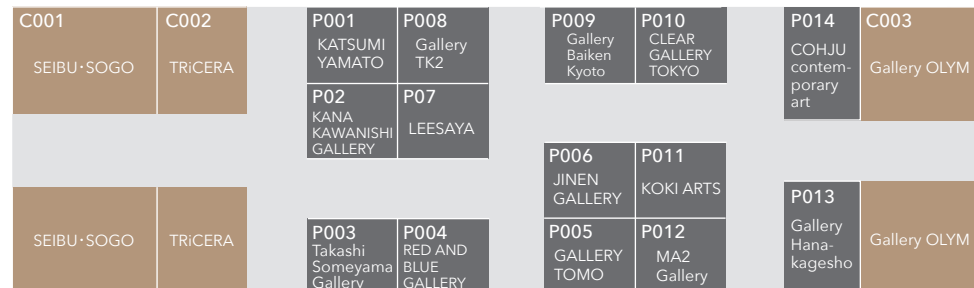 C001
SEIBU･SOGO
C002
TRiCERA
P001
KATSUMI
YAMATO
P008
Gallery
TK2
P02
KANA
KAWANISHI
GALLERY
P07
LEESAYA
P009
Gallery
Baiken
Kyoto
P010
CLEAR
GALLERY
TOKYO
P014
COHJU
contem-
porary
art
C003
Gallery OLYM
SEIBU･SOGO
TRiCERA
P003
Takashi
Someyama
Gallery
P004
RED AND
BLUE
GALLERY
P006
JINEN
GALLERY
P011
KOKI ARTS
P005
GALLERY
TOMO
P012
MA2
Gallery
P013
Gallery
Hana-
kagesho
Gallery OLYM